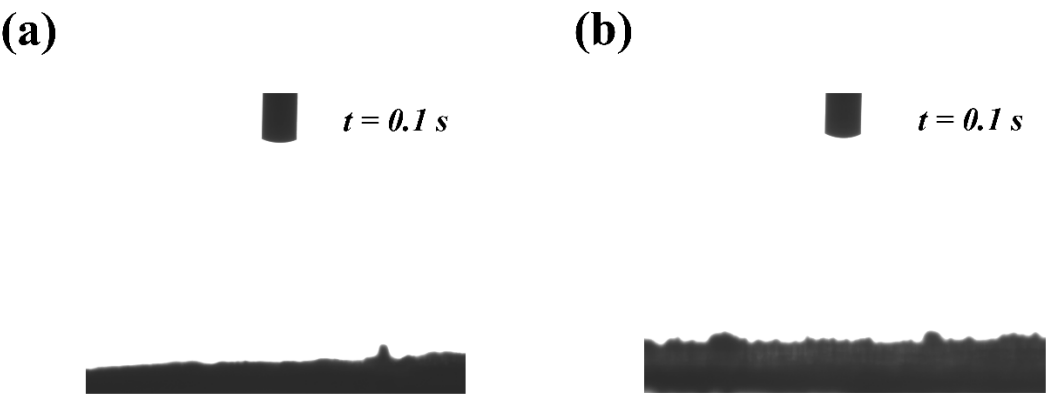 (a)
(b)
t = 0.1 s
t = 0.1 s